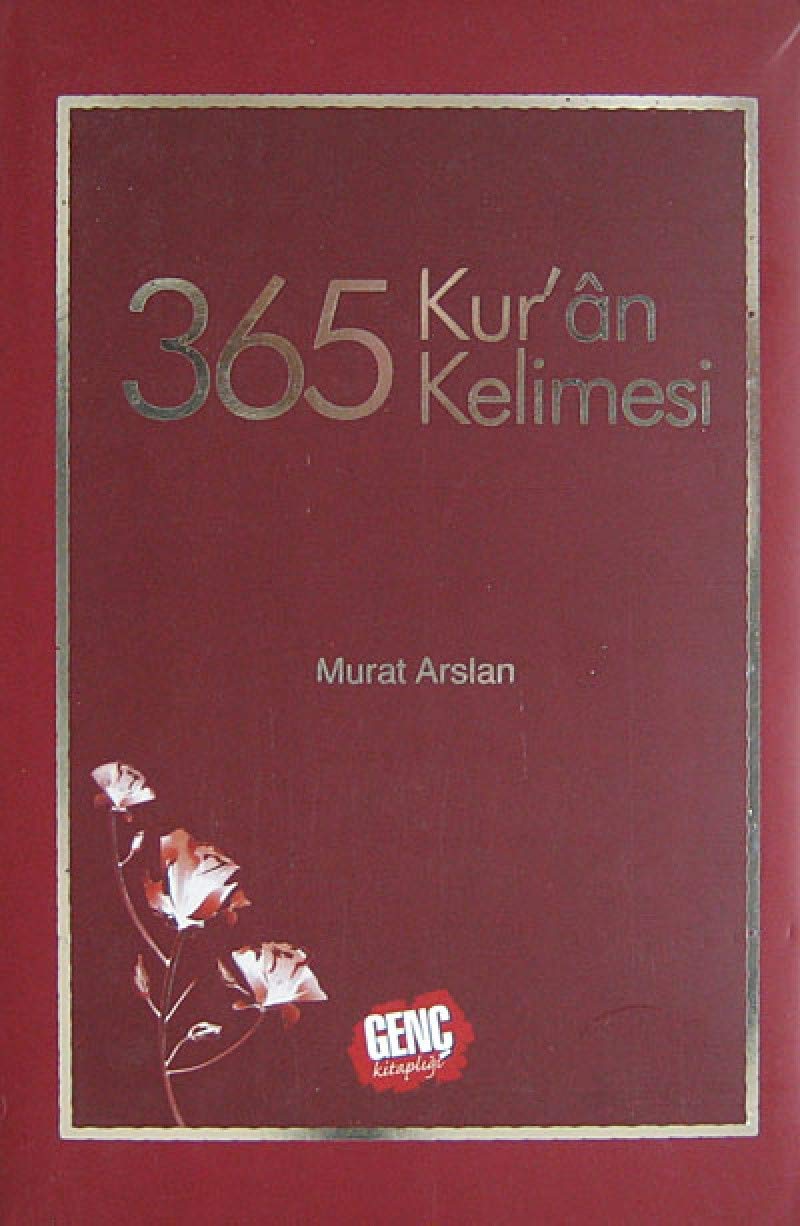 365 Kur'ân
Kelimesi
Murat Arslan
GENÇ
kitaplığı